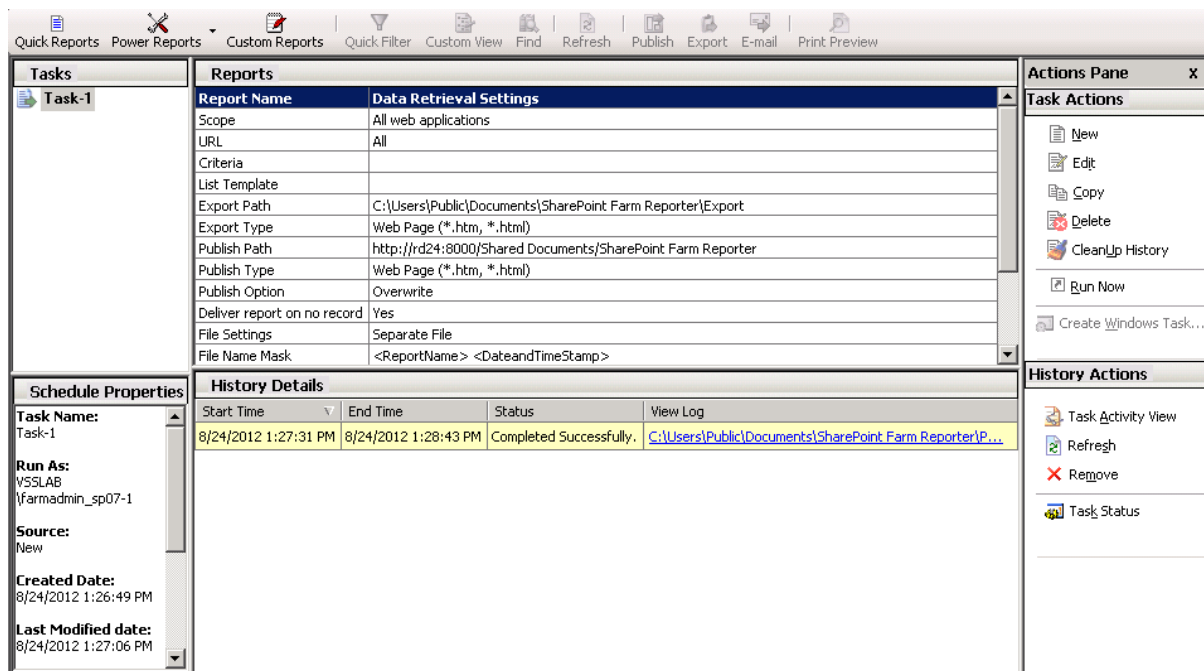 Quick Reports Power Reports Custom Reports Quick Filter Custom View Find Refresh Publish Export E-mail Print Preview
Tasks
Task-1
Reports
Report Name Data Retrieval Settings
Scope All web applications
URL All
Criteria
List Template
Export Path C:\Users\Public\Documents\SharePoint Farm Reporter\Export
Export Type Web Page (*.htm, *.html)
Publish Path http://rd24:8000/Shared Documents/SharePoint Farm Reporter
Publish Type Web Page (*.htm, *.html)
Publish Option Overwrite
Deliver report on no record Yes
File Settings Separate File
File Name Mask <ReportName> <DateandTimeStamp>
Schedule Properties
Task Name:
Task-1
Run As:
VSSLAB
\farmadmin_sp07-1
Source:
New
Created Date:
8/24/2012 1:26:49 PM
Last Modified date:
8/24/2012 1:27:06 PM
History Details
Start Time End Time Status View Log
8/24/2012 1:27:31 PM 8/24/2012 1:28:43 PM Completed Successfully. C:\Users\Public\Documents\SharePoint Farm Reporter\P...
Actions Pane x
Task Actions
New
Edit
Copy
Delete
CleanUp History
Run Now
Create Windows Task...
History Actions
Task Activity View
Refresh
Remove
Task Status